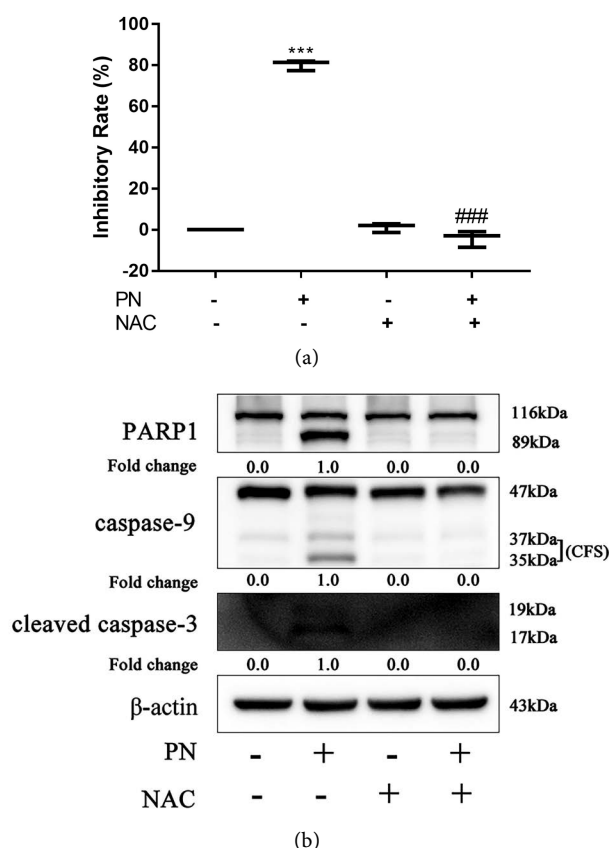 100
80
60
40
20
0
-20
Inhibitory Rate (%)
***
###
PN - + - +
NAC - - + +
(a)
PARP1 116kDa
89kDa
Fold change 0.0 1.0 0.0 0.0
caspase-9 47kDa
37kDa
35kDa
(CFS)
Fold change 0.0 1.0 0.0 0.0
cleaved caspase-3 19kDa
17kDa
Fold change 0.0 1.0 0.0 0.0
β-actin 43kDa
PN - + - +
NAC - - + +
(b)